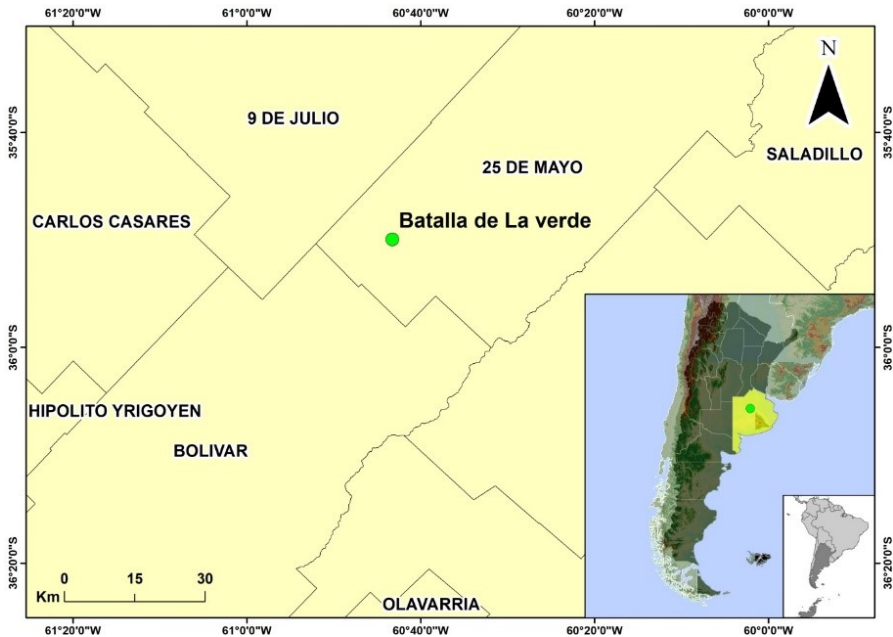 61°20'0"W 61°0'0"W 60°40'0"W 60°20'0"W 60°0'0"W
N
35°40'0"S 35°40'0"S
9 DE JULIO
SALADILLO
25 DE MAYO
CARLOS CASARES
Batalla de La verde
36°0'0"S 36°0'0"S
HIPOLITO YRIGOYEN
BOLIVAR
36°20'0"S 36°20'0"S
0 15 30
Km
OLAVARRIA
61°20'0"W 61°0'0"W 60°40'0"W 60°20'0"W 60°0'0"W